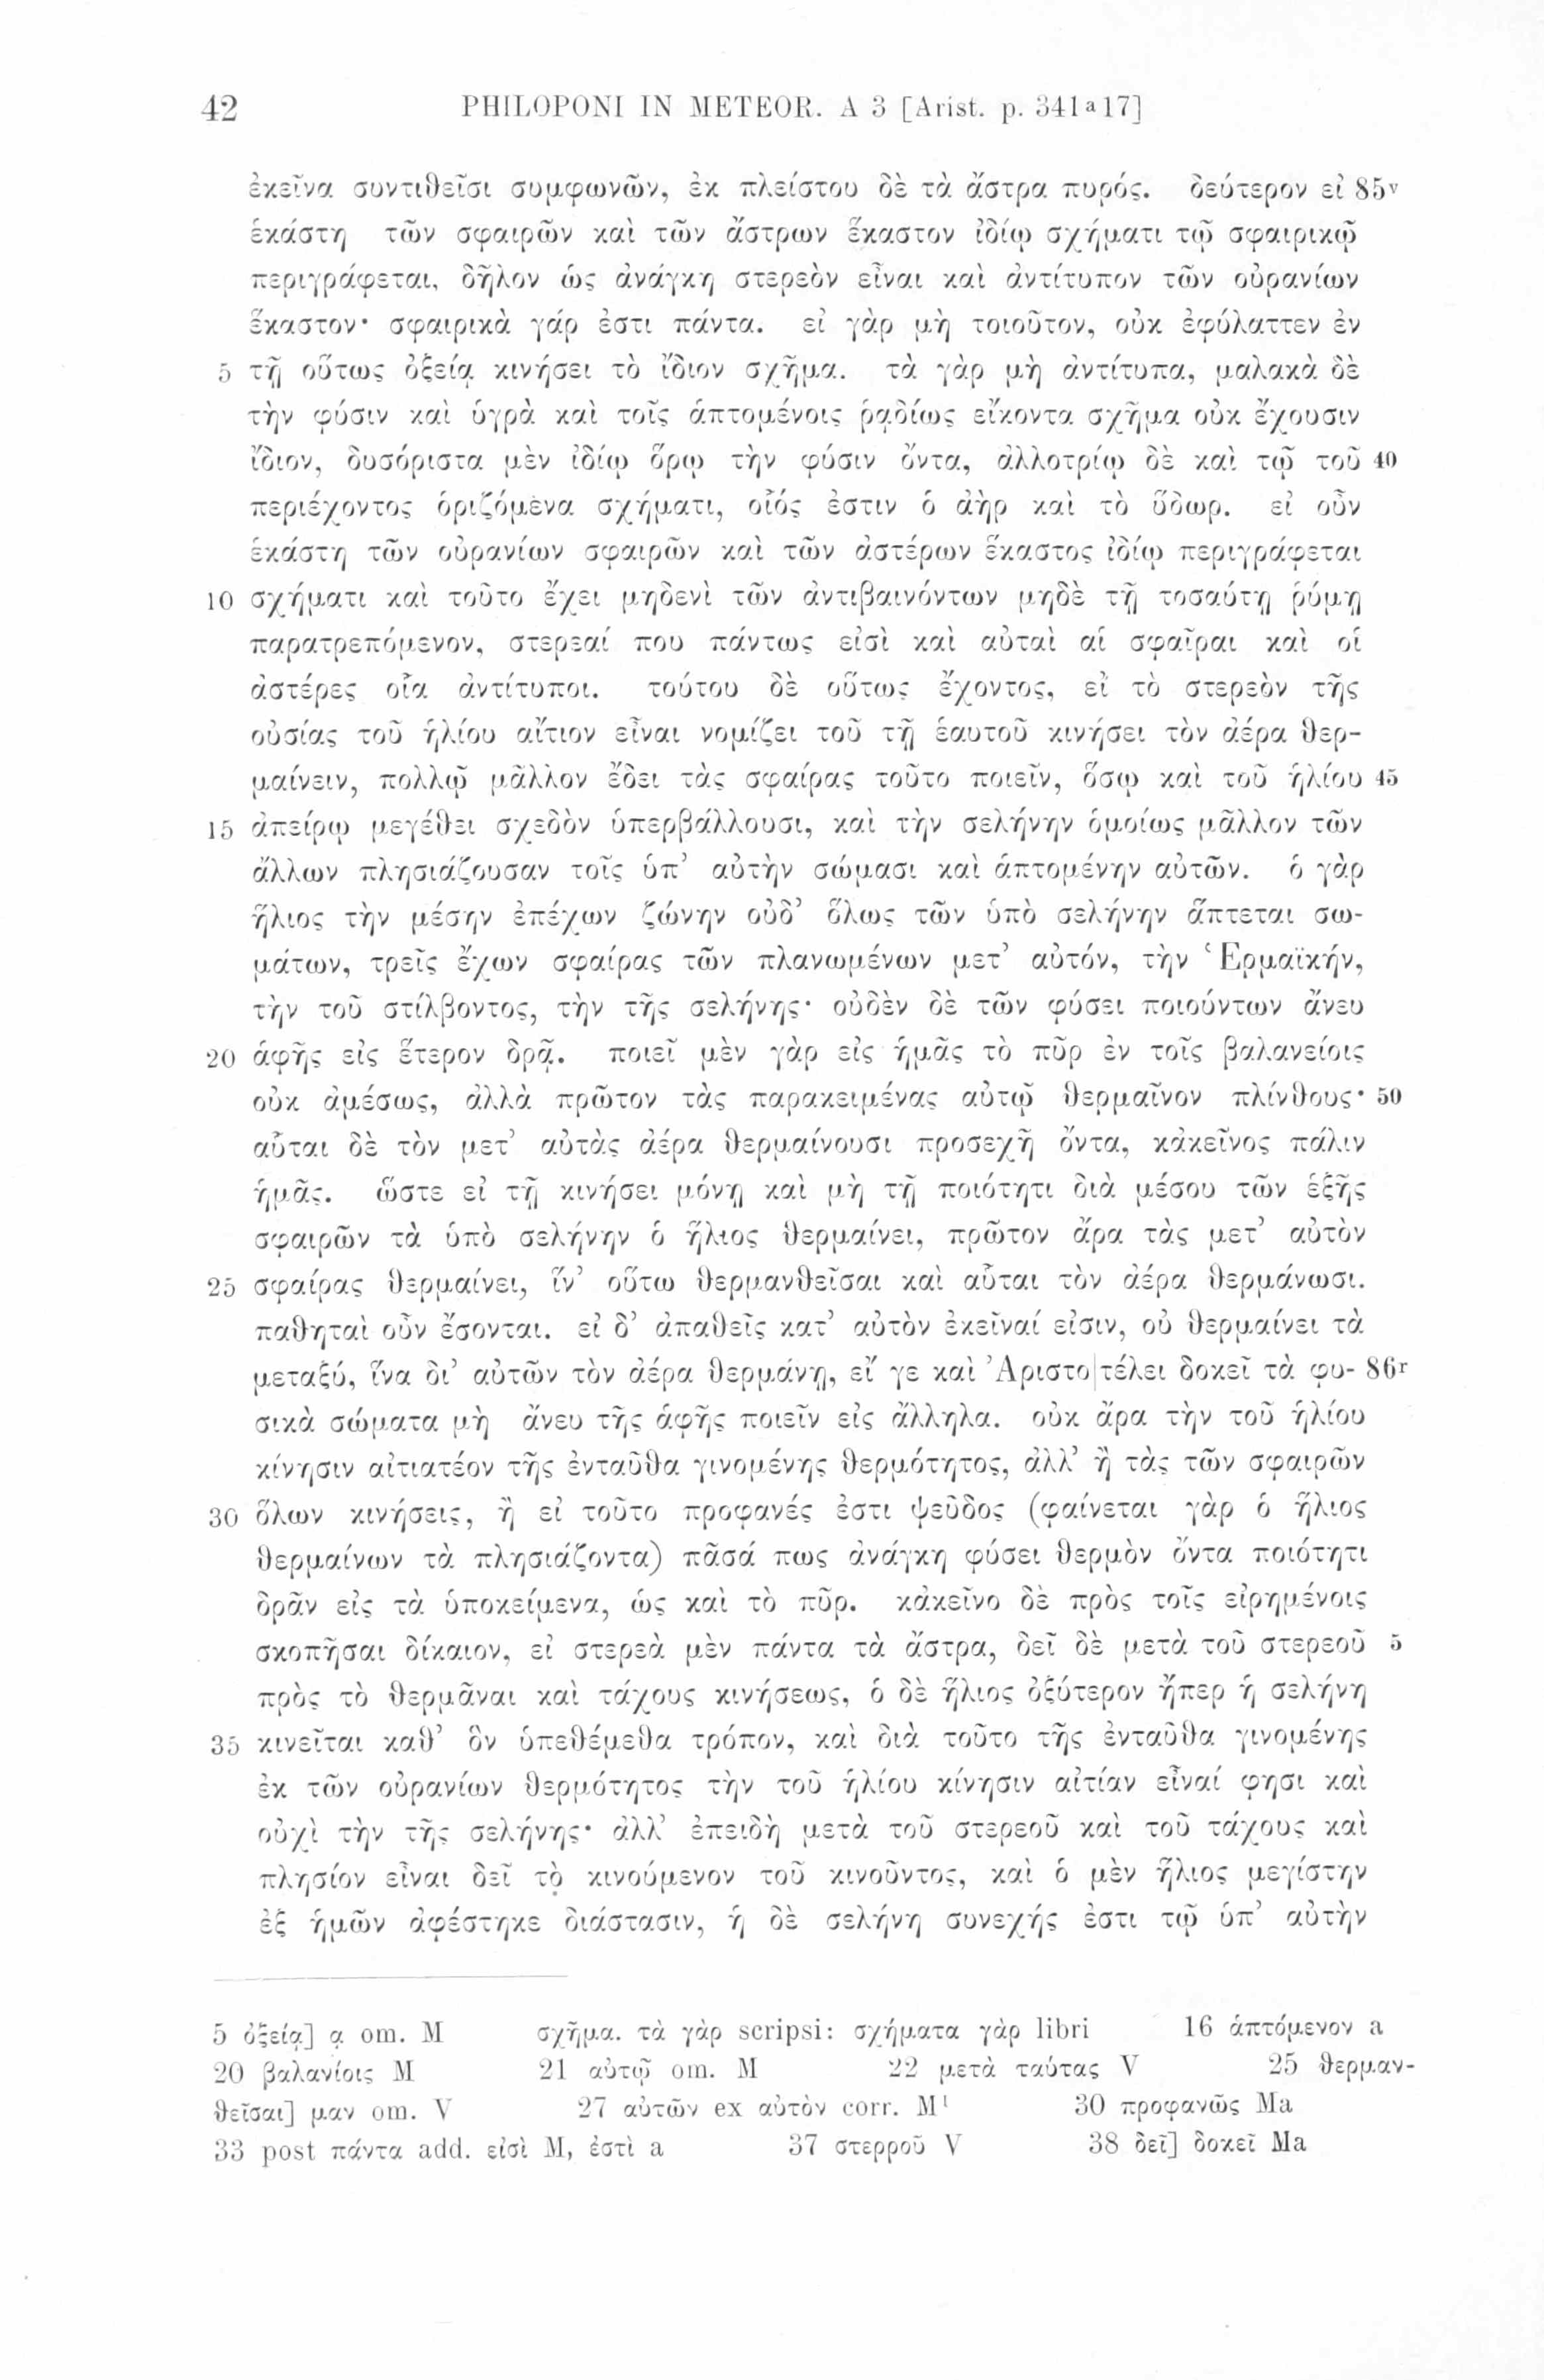 42 PHILOPONI IN METEOR. A 3 [Arist. p. 341ᵃ17]
ἐκεῖνα συντιθεῖσι συμφωνῶν, ἐκ πλείστου δὲ τὰ ἄστρα πυρός. δεύτερον εἰ 85ᵛ
ἑκάστη τῶν σφαιρῶν καὶ τῶν ἄστρων ἕκαστον ἰδίῳ σχήματι τῷ σφαιρικῷ
περιγράφεται, δῆλον ὡς ἀνάγκη στερεὸν εἶναι καὶ ἀντίτυπον τῶν οὐρανίων
ἕκαστον· σφαιρικὰ γάρ ἐστι πάντα. εἰ γὰρ μὴ τοιοῦτον, οὐκ ἐφύλαττεν ἐν
5 τῇ οὕτως ὀξείᾳ κινήσει τὸ ἴδιον σχῆμα. τὰ γὰρ μὴ ἀντίτυπα, μαλακὰ δὲ
τὴν φύσιν καὶ ὑγρὰ καὶ τοῖς ἁπτομένοις ῥᾳδίως εἴκοντα σχῆμα οὐκ ἔχουσιν
ἴδιον, δυσόριστα μὲν ἰδίῳ ὅρῳ τὴν φύσιν ὄντα, ἀλλοτρίῳ δὲ καὶ τῷ τοῦ 40
περιέχοντος ὁριζόμενα σχήματι, οἷός ἐστιν ὁ ἀὴρ καὶ τὸ ὕδωρ. εἰ οὖν
ἑκάστη τῶν οὐρανίων σφαιρῶν καὶ τῶν ἀστέρων ἕκαστος ἰδίῳ περιγράφεται
10 σχήματι καὶ τοῦτο ἔχει μηδενὶ τῶν ἀντιβαινόντων μηδὲ τῇ τοσαύτῃ ῥύμῃ
παρατρεπόμενον, στερεαί που πάντως εἰσὶ καὶ αὐταὶ αἱ σφαῖραι καὶ οἱ
ἀστέρες οἷα ἀντίτυποι. τούτου δὲ οὕτως ἔχοντος, εἰ τὸ στερεὸν τῆς
οὐσίας τοῦ ἡλίου αἴτιον εἶναι νομίζει τοῦ τῇ ἑαυτοῦ κινήσει τὸν ἀέρα θερ-
μαίνειν, πολλῷ μᾶλλον ἔδει τὰς σφαίρας τοῦτο ποιεῖν, ὅσῳ καὶ τοῦ ἡλίου 45
15 ἀπείρῳ μεγέθει σχεδὸν ὑπερβάλλουσι, καὶ τὴν σελήνην ὁμοίως μᾶλλον τῶν
ἄλλων πλησιάζουσαν τοῖς ὑπ’ αὐτὴν σώμασι καὶ ἁπτομένην αὐτῶν. ὁ γὰρ
ἥλιος τὴν μέσην ἐπέχων ζώνην οὐδ’ ὅλως τῶν ὑπὸ σελήνην ἅπτεται σω-
μάτων, τρεῖς ἔχων σφαίρας τῶν πλανωμένων μετ’ αὐτόν, τὴν Ἑρμαϊκήν,
τὴν τοῦ στίλβοντος, τὴν τῆς σελήνης· οὐδὲν δὲ τῶν φύσει ποιούντων ἄνευ
20 ἁφῆς εἰς ἕτερον δρᾷ. ποιεῖ μὲν γὰρ εἰς ἡμᾶς τὸ πῦρ ἐν τοῖς βαλανείοις
οὐκ ἀμέσως, ἀλλὰ πρῶτον τὰς παρακειμένας αὐτῷ θερμαῖνον πλίνθους· 50
αὗται δὲ τὸν μετ’ αὐτὰς ἀέρα θερμαίνουσι προσεχῆ ὄντα, κἀκεῖνος πάλιν
ἡμᾶς. ὥστε εἰ τῇ κινήσει μόνῃ καὶ μὴ τῇ ποιότητι διὰ μέσου τῶν ἑξῆς
σφαιρῶν τὰ ὑπὸ σελήνην ὁ ἥλιος θερμαίνει, πρῶτον ἄρα τὰς μετ’ αὐτὸν
25 σφαίρας θερμαίνει, ἵν’ οὕτω θερμανθεῖσαι καὶ αὗται τὸν ἀέρα θερμάνωσι.
παθηταὶ οὖν ἔσονται. εἰ δ’ ἀπαθεῖς κατ’ αὐτὸν ἐκεῖναί εἰσιν, οὐ θερμαίνει τὰ
μεταξύ, ἵνα δι’ αὐτῶν τὸν ἀέρα θερμάνῃ, εἴ γε καὶ Ἀριστο|τέλει δοκεῖ τὰ φυ- 86ʳ
σικὰ σώματα μὴ ἄνευ τῆς ἁφῆς ποιεῖν εἰς ἄλληλα. οὐκ ἄρα τὴν τοῦ ἡλίου
κίνησιν αἰτιατέον τῆς ἐνταῦθα γινομένης θερμότητος, ἀλλ’ ἢ τὰς τῶν σφαιρῶν
30 ὅλων κινήσεις, ἢ εἰ τοῦτο προφανές ἐστι ψεῦδος (φαίνεται γὰρ ὁ ἥλιος
θερμαίνων τὰ πλησιάζοντα) πᾶσά πως ἀνάγκη φύσει θερμὸν ὄντα ποιότητι
δρᾶν εἰς τὰ ὑποκείμενα, ὡς καὶ τὸ πῦρ. κἀκεῖνο δὲ πρὸς τοῖς εἰρημένοις
σκοπῆσαι δίκαιον, εἰ στερεὰ μὲν πάντα τὰ ἄστρα, δεῖ δὲ μετὰ τοῦ στερεοῦ 5
πρὸς τὸ θερμᾶναι καὶ τάχους κινήσεως, ὁ δὲ ἥλιος ὀξύτερον ἤπερ ἡ σελήνη
35 κινεῖται καθ’ ὃν ὑπεθέμεθα τρόπον, καὶ διὰ τοῦτο τῆς ἐνταῦθα γινομένης
ἐκ τῶν οὐρανίων θερμότητος τὴν τοῦ ἡλίου κίνησιν αἰτίαν εἶναί φησι καὶ
οὐχὶ τὴν τῆς σελήνης· ἀλλ’ ἐπειδὴ μετὰ τοῦ στερεοῦ καὶ τοῦ τάχους καὶ
πλησίον εἶναι δεῖ τὸ κινούμενον τοῦ κινοῦντος, καὶ ὁ μὲν ἥλιος μεγίστην
ἐξ ἡμῶν ἀφέστηκε διάστασιν, ἡ δὲ σελήνη συνεχής ἐστι τῷ ὑπ’ αὐτὴν
5 ὀξείᾳ] ᾳ om. M σχῆμα. τὰ γὰρ scripsi: σχήματα γὰρ libri 16 ἁπτόμενον a
20 βαλανίοις M 21 αὐτῷ om. M 22 μετὰ ταύτας V 25 θερμαν-
θεῖσαι] μαν om. V 27 αὐτῶν ex αὐτὸν corr. M¹ 30 προφανῶς Ma
33 post πάντα add. εἰσὶ M, ἐστὶ a 37 στερροῦ V 38 δεῖ] δοκεῖ Ma